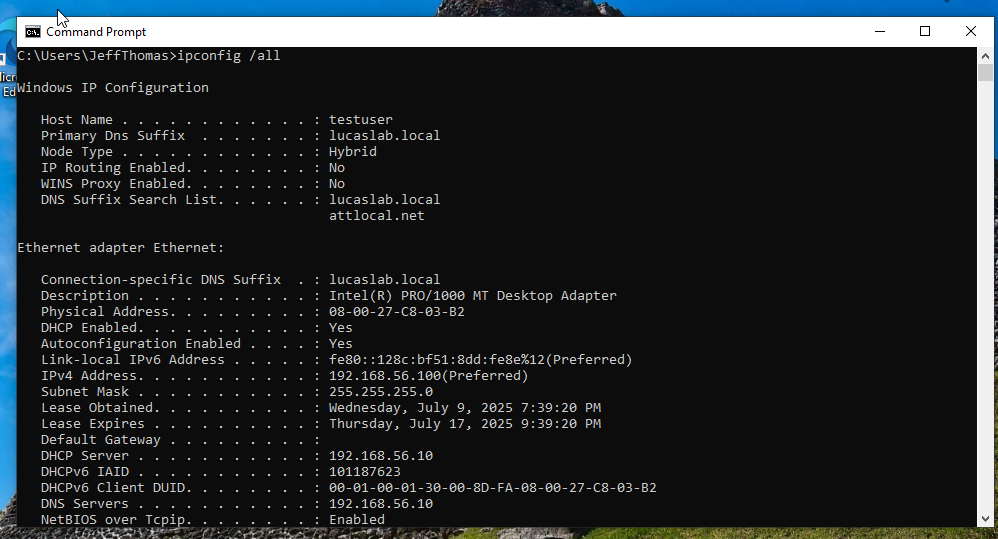 Command Prompt
C:\Users\JeffThomas>ipconfig /all
Windows IP Configuration
Host Name . . . . . . . . . . . . : testuser
Primary Dns Suffix  . . . . . . . : lucaslab.local
Node Type . . . . . . . . . . . . : Hybrid
IP Routing Enabled. . . . . . . . : No
WINS Proxy Enabled. . . . . . . . : No
DNS Suffix Search List. . . . . . : lucaslab.local
attlocal.net
Ethernet adapter Ethernet:
Connection-specific DNS Suffix  . : lucaslab.local
Description . . . . . . . . . . . : Intel(R) PRO/1000 MT Desktop Adapter
Physical Address. . . . . . . . . : 08-00-27-C8-03-B2
DHCP Enabled. . . . . . . . . . . : Yes
Autoconfiguration Enabled . . . . : Yes
Link-local IPv6 Address . . . . . : fe80::128c:bf51:8dd:fe8e%12(Preferred)
IPv4 Address. . . . . . . . . . . : 192.168.56.100(Preferred)
Subnet Mask . . . . . . . . . . . : 255.255.255.0
Lease Obtained. . . . . . . . . . : Wednesday, July 9, 2025 7:39:20 PM
Lease Expires . . . . . . . . . . : Thursday, July 17, 2025 9:39:20 PM
Default Gateway . . . . . . . . . :
DHCP Server . . . . . . . . . . . : 192.168.56.10
DHCPv6 IAID . . . . . . . . . . . : 101187623
DHCPv6 Client DUID. . . . . . . . : 00-01-00-01-30-00-8D-FA-08-00-27-C8-03-B2
DNS Servers . . . . . . . . . . . : 192.168.56.10
NetBIOS over Tcpip. . . . . . . . : Enabled